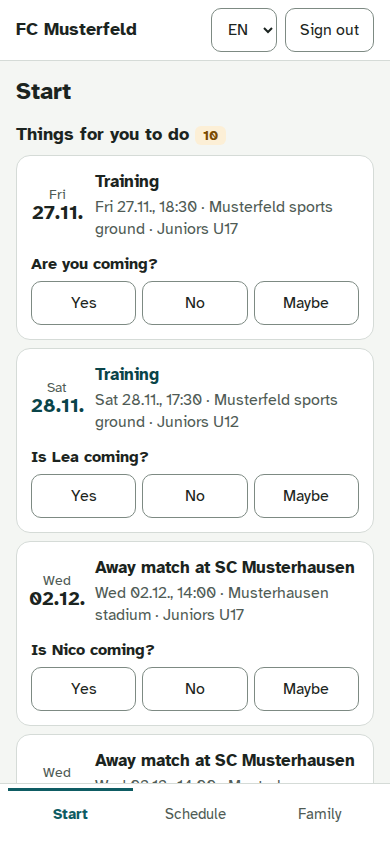 FC Musterfeld
EN
Sign out
Start
Things for you to do 10
Fri
27.11.
Training
Fri 27.11., 18:30 · Musterfeld sports
ground · Juniors U17
Are you coming?
Yes
No
Maybe
Sat
28.11.
Training
Sat 28.11., 17:30 · Musterfeld sports
ground · Juniors U12
Is Lea coming?
Yes
No
Maybe
Wed
02.12.
Away match at SC Musterhausen
Wed 02.12., 14:00 · Musterhausen
stadium · Juniors U17
Is Nico coming?
Yes
No
Maybe
Wed
Away match at SC Musterhausen
Start
Schedule
Family